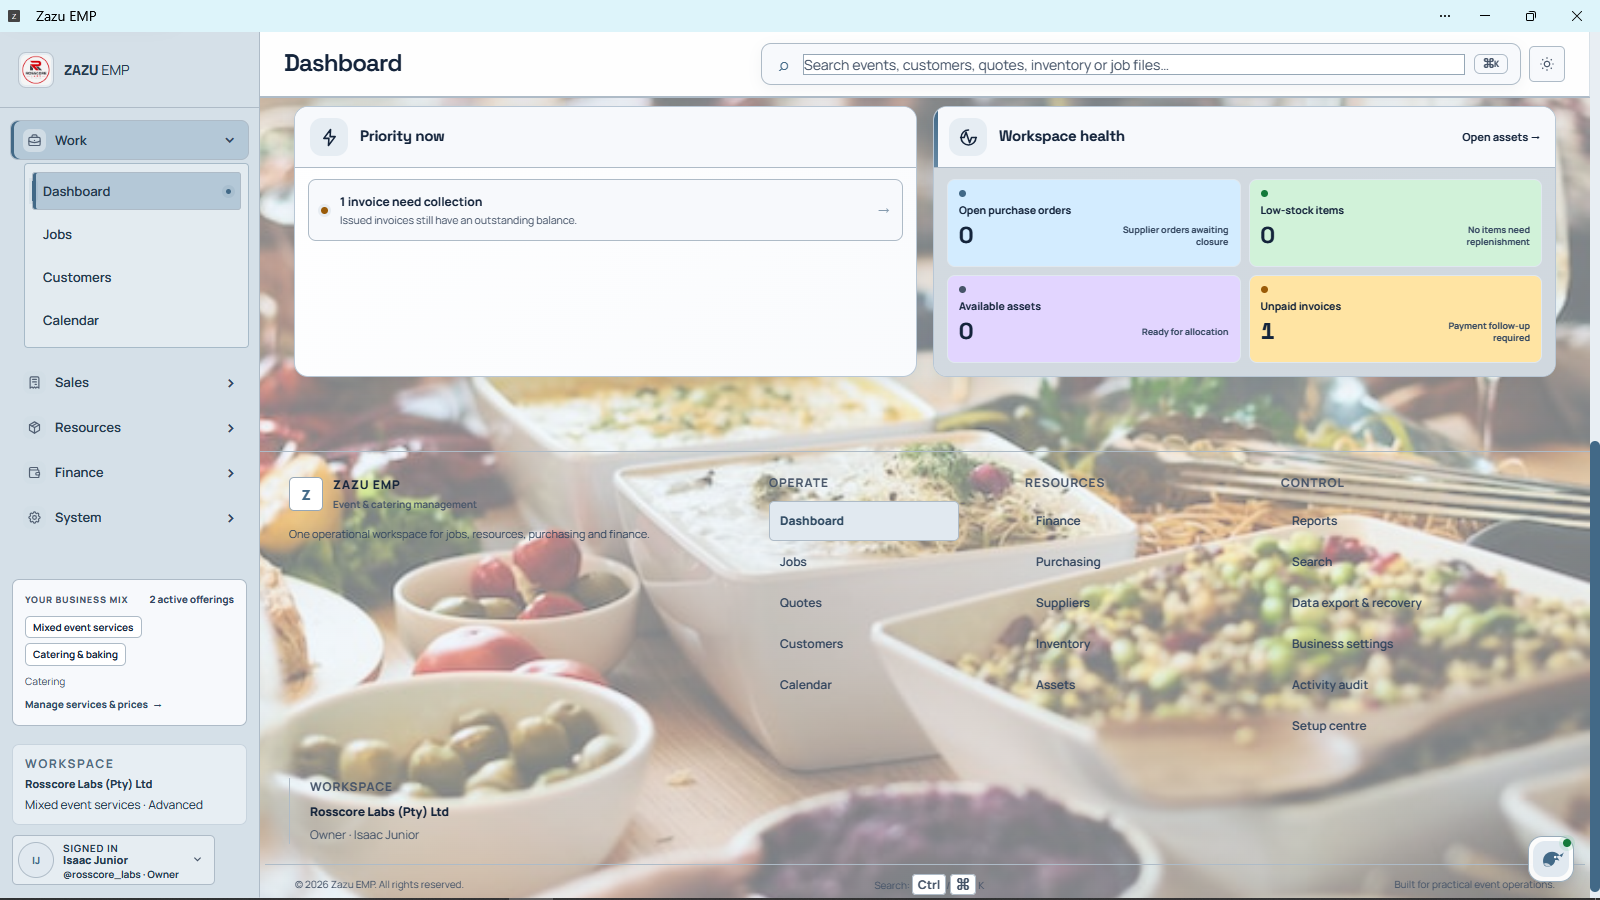 Zazu EMP
ZAZU EMP
Dashboard
Search events, customers, quotes, inventory or job files...
⌘K
Work
Dashboard
Jobs
Customers
Calendar
Sales
Resources
Finance
System
YOUR BUSINESS MIX
2 active offerings
Mixed event services
Catering & baking
Catering
Manage services & prices →
WORKSPACE
Rosscore Labs (Pty) Ltd
Mixed event services · Advanced
IJ
SIGNED IN
Isaac Junior
@rosscore_labs · Owner
Priority now
1 invoice need collection
Issued invoices still have an outstanding balance.
→
Workspace health
Open assets →
Open purchase orders
0
Supplier orders awaiting
closure
Low-stock items
0
No items need
replenishment
Available assets
0
Ready for allocation
Unpaid invoices
1
Payment follow-up
required
Z
ZAZU EMP
Event & catering management
One operational workspace for jobs, resources, purchasing and finance.
OPERATE
Dashboard
Jobs
Quotes
Customers
Calendar
RESOURCES
Finance
Purchasing
Suppliers
Inventory
Assets
CONTROL
Reports
Search
Data export & recovery
Business settings
Activity audit
Setup centre
WORKSPACE
Rosscore Labs (Pty) Ltd
Owner · Isaac Junior
© 2026 Zazu EMP. All rights reserved.
Search: Ctrl / ⌘ K
Built for practical event operations.